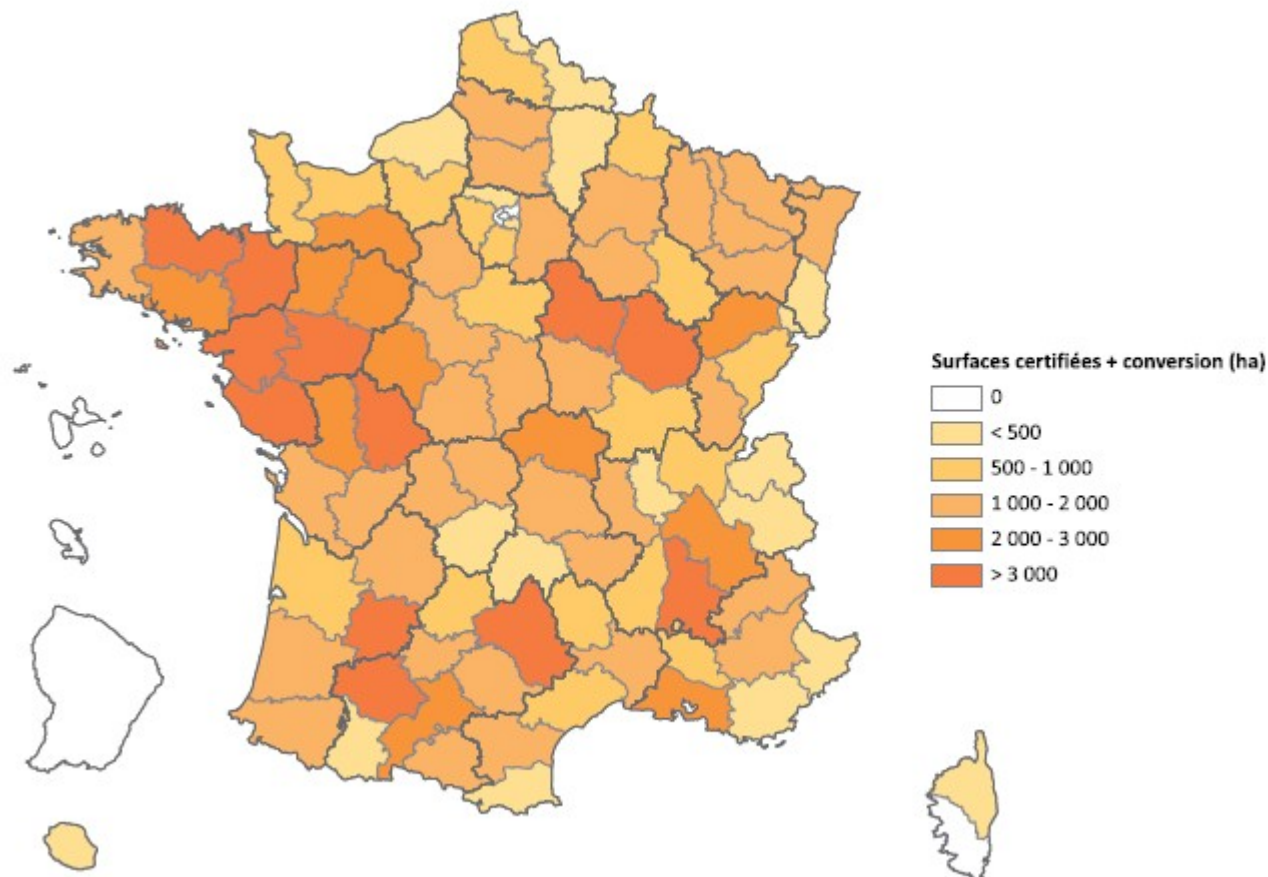 Surfaces certifiées + conversion (ha)
0
< 500
500 - 1 000
1 000 - 2 000
2 000 - 3 000
> 3 000